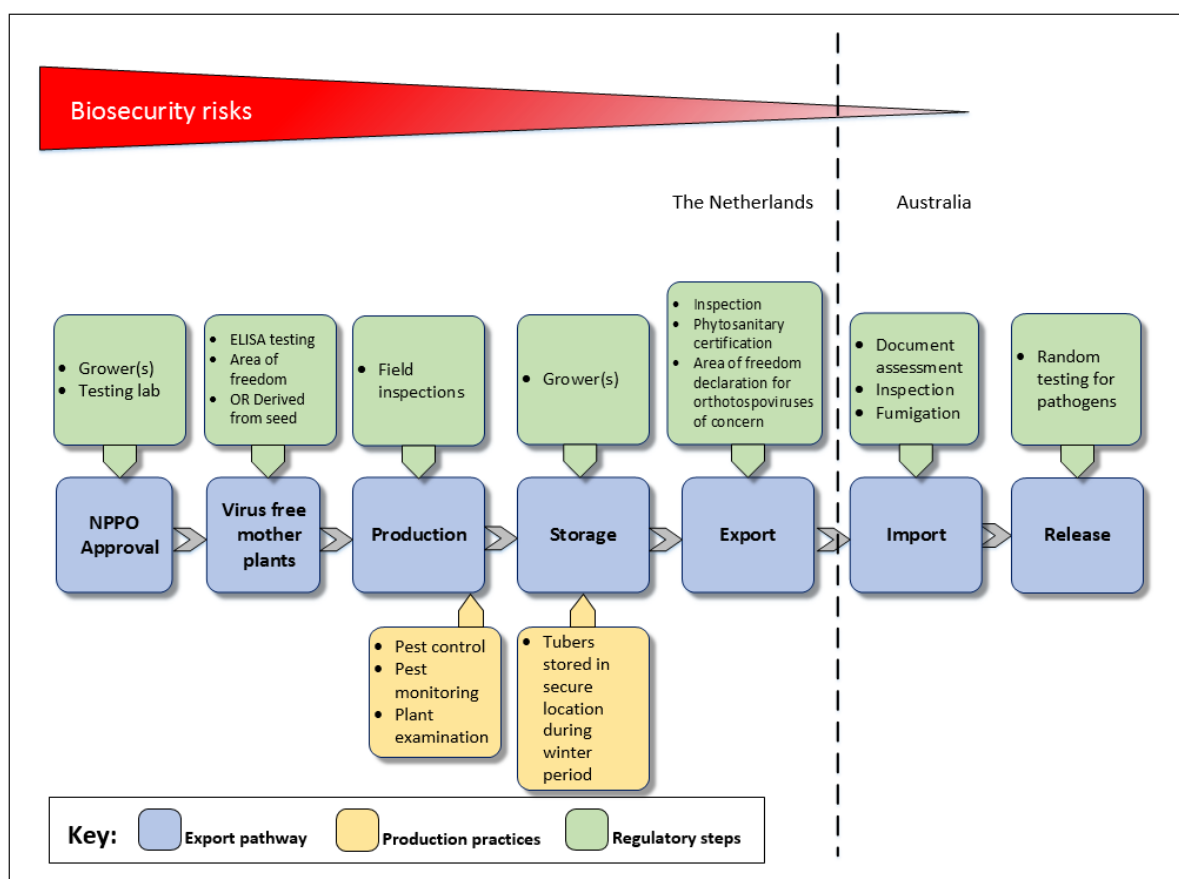 Biosecurity risks
The Netherlands
Australia
• Grower(s)
• Testing lab
• ELISA testing
• Area of
freedom
• OR Derived
from seed
• Field
inspections
• Grower(s)
• Inspection
• Phytosanitary
certification
• Area of freedom
declaration for
orthotospoviruses
of concern
• Document
assessment
• Inspection
• Fumigation
• Random
testing for
pathogens
NPPO
Approval
Virus free
mother
plants
Production
Storage
Export
Import
Release
• Pest control
• Pest
monitoring
• Plant
examination
• Tubers
stored in
secure
location
during
winter
period
Key:
Export pathway
Production practices
Regulatory steps